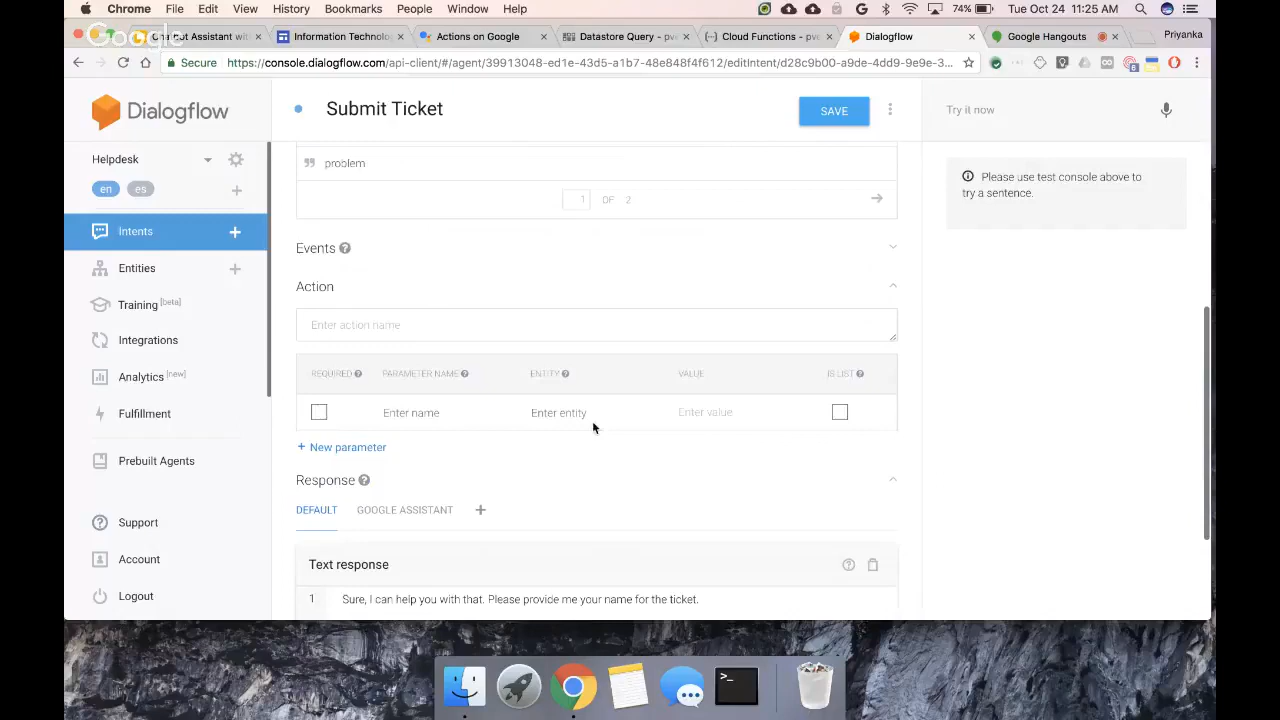 Chrome File Edit View History Bookmarks People Window Help 74% Tue Oct 24 11:25 AM
Google
put Assistant with Information Technolo Actions on Google Datastore Query - pve Cloud Functions - pve Dialogflow Google Hangouts Priyanka
Secure https://console.dialogflow.com/api-client/#/agent/39913048-ed1e-43d5-a1b7-48e848f4f612/editIntent/d28c9b00-a9de-4dd9-9e9e-3...
Dialogflow
Submit Ticket
SAVE
Try it now
Helpdesk
en es
Please use test console above to
try a sentence.
problem
1 OF 2
Intents
Entities
Training [beta]
Integrations
Analytics [new]
Fulfillment
Prebuilt Agents
Support
Account
Logout
Events
Action
Enter action name
REQUIRED PARAMETER NAME ENTITY VALUE IS LIST
Enter name Enter entity Enter value
+ New parameter
Response
DEFAULT GOOGLE ASSISTANT
Text response
1 Sure, I can help you with that. Please provide me your name for the ticket.